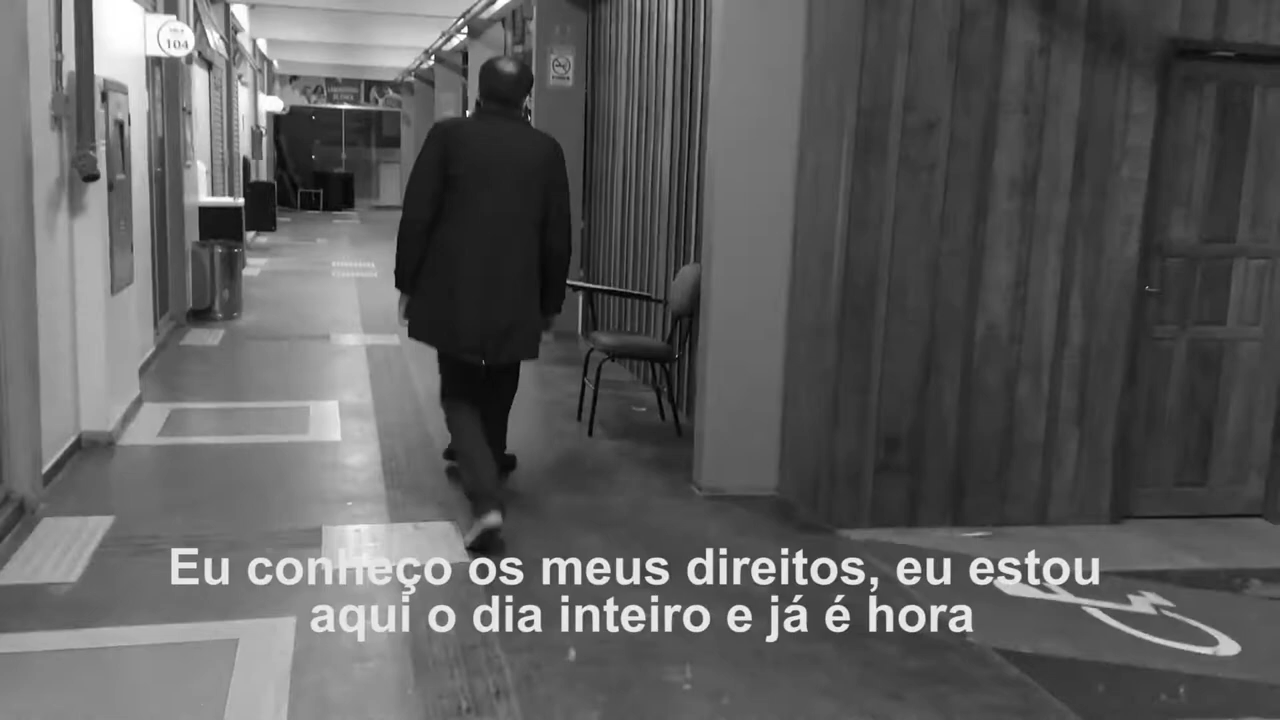 104
Eu conheço os meus direitos, eu estou
aqui o dia inteiro e já é hora